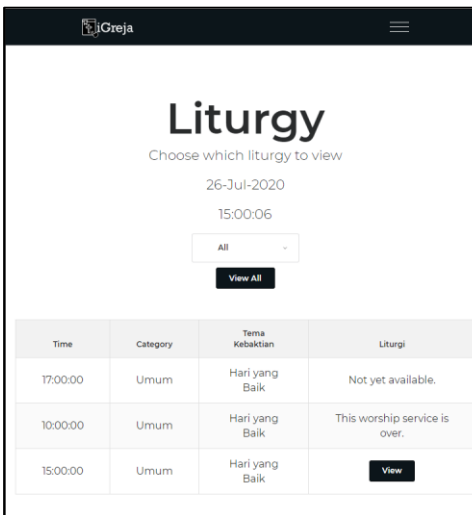 iGreja
Liturgy
Choose which liturgy to view
26-Jul-2020
15:00:06
All
View All
Time Category Tema Kebaktian Liturgi
17:00:00 Umum Hari yang Baik Not yet available.
10:00:00 Umum Hari yang Baik This worship service is over.
15:00:00 Umum Hari yang Baik View